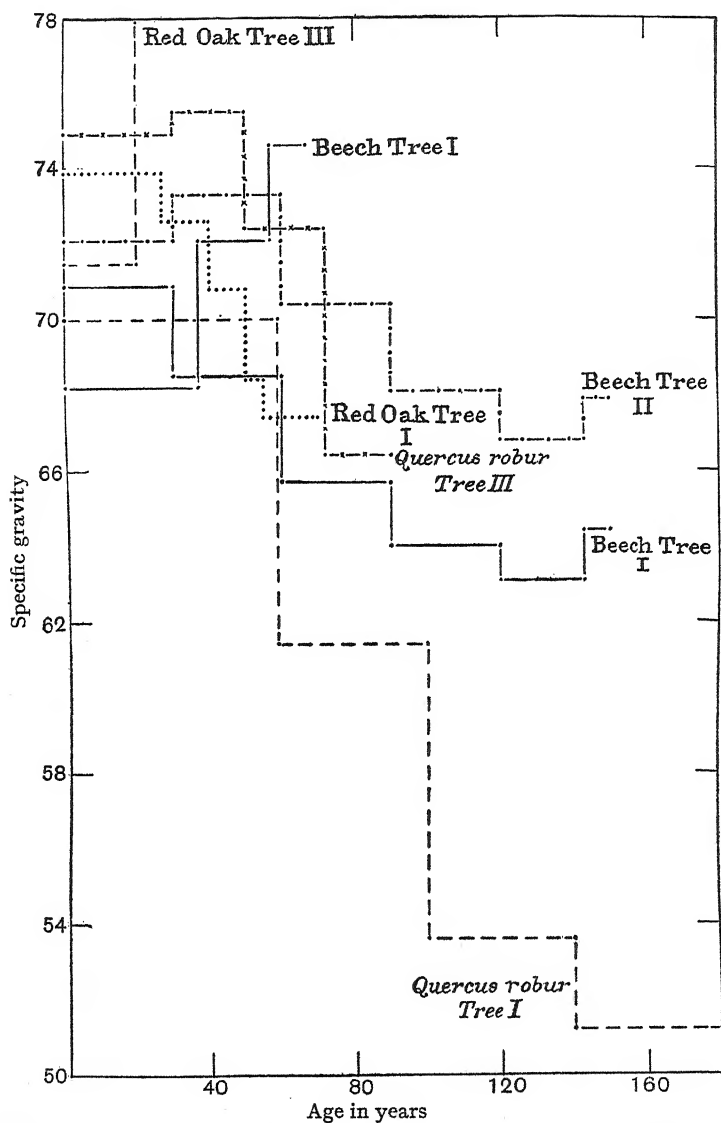 78
Red Oak Tree III
74
Beech Tree I
70
Beech Tree
II
Red Oak Tree
I
Quercus robur
Tree III
66
Beech Tree
I
Specific gravity
62
58
54
Quercus robur
Tree I
50
40
80
120
160
Age in years